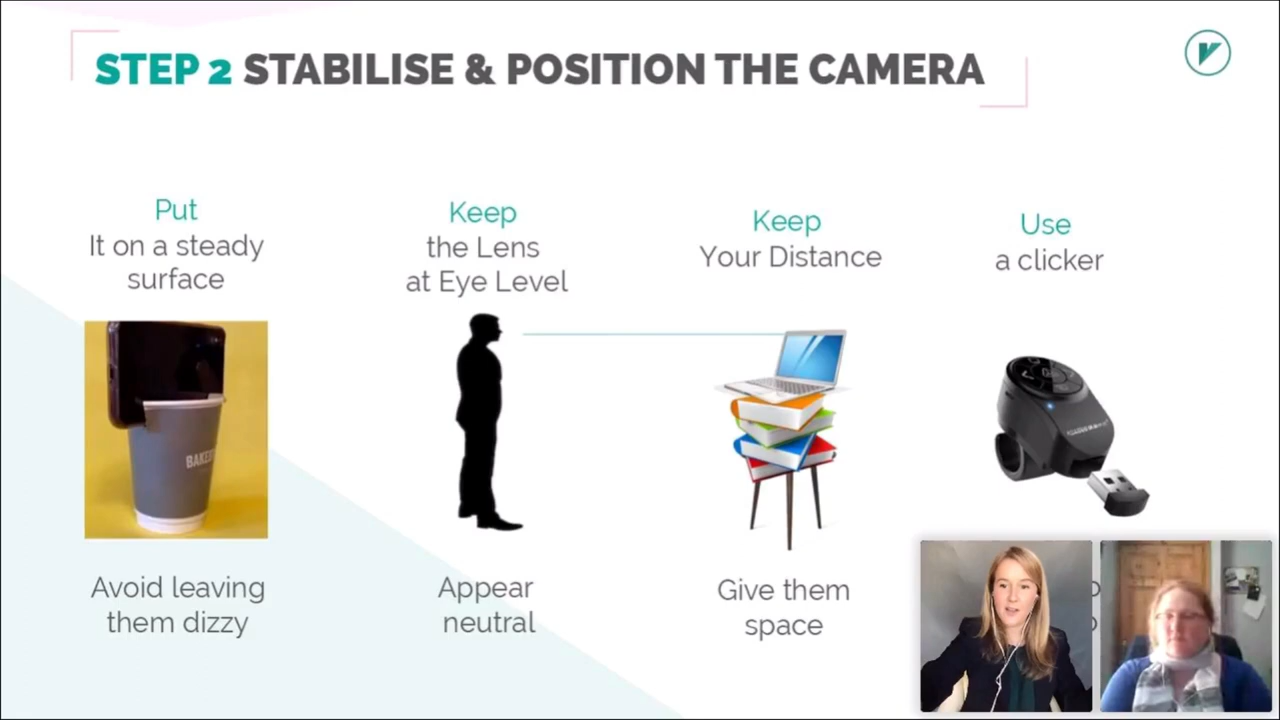 STEP 2 STABILISE & POSITION THE CAMERA
Put
It on a steady
surface
Keep
the Lens
at Eye Level
Keep
Your Distance
Use
a clicker
Avoid leaving
them dizzy
Appear
neutral
Give them
space